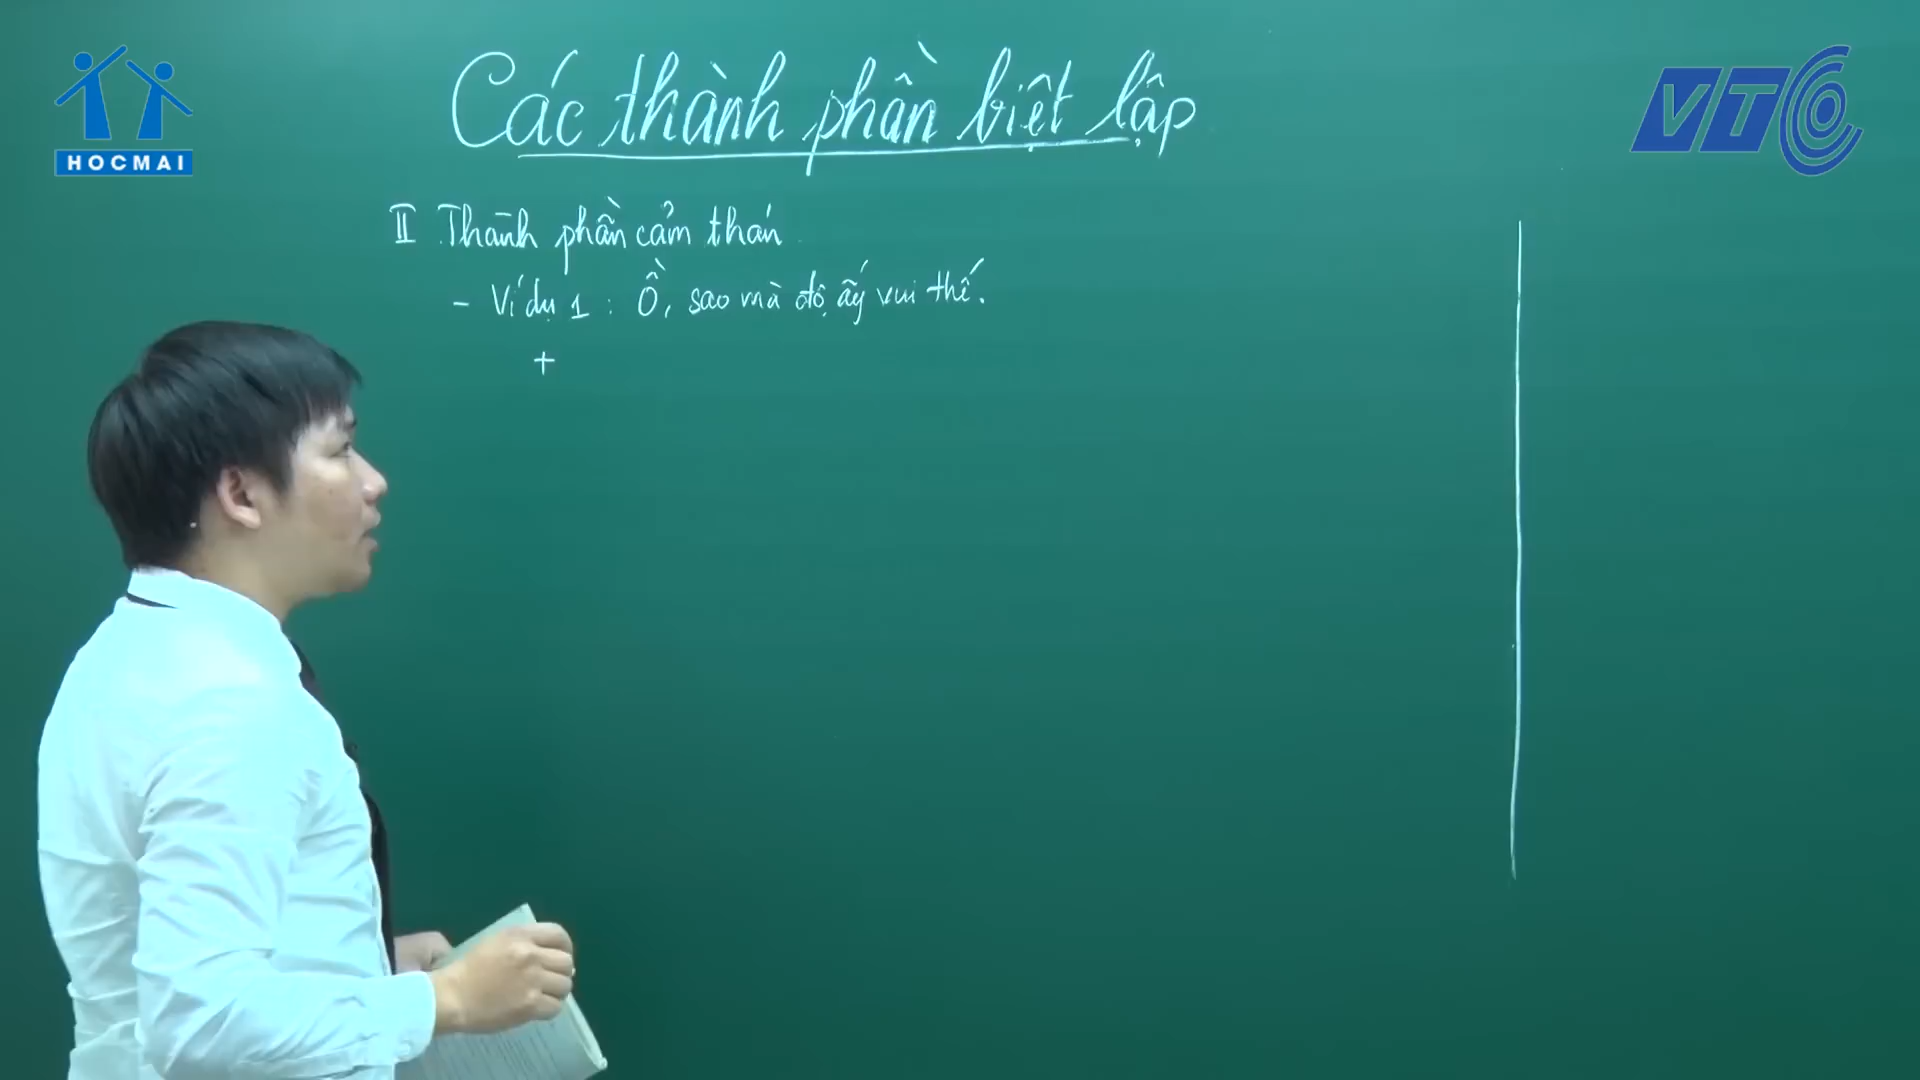 HOCMAI
VTC
Các thành phần biệt lập
II Thành phần cảm thán
- Ví dụ 1 : Ồ, sao mà độ ấy vui thế.
+